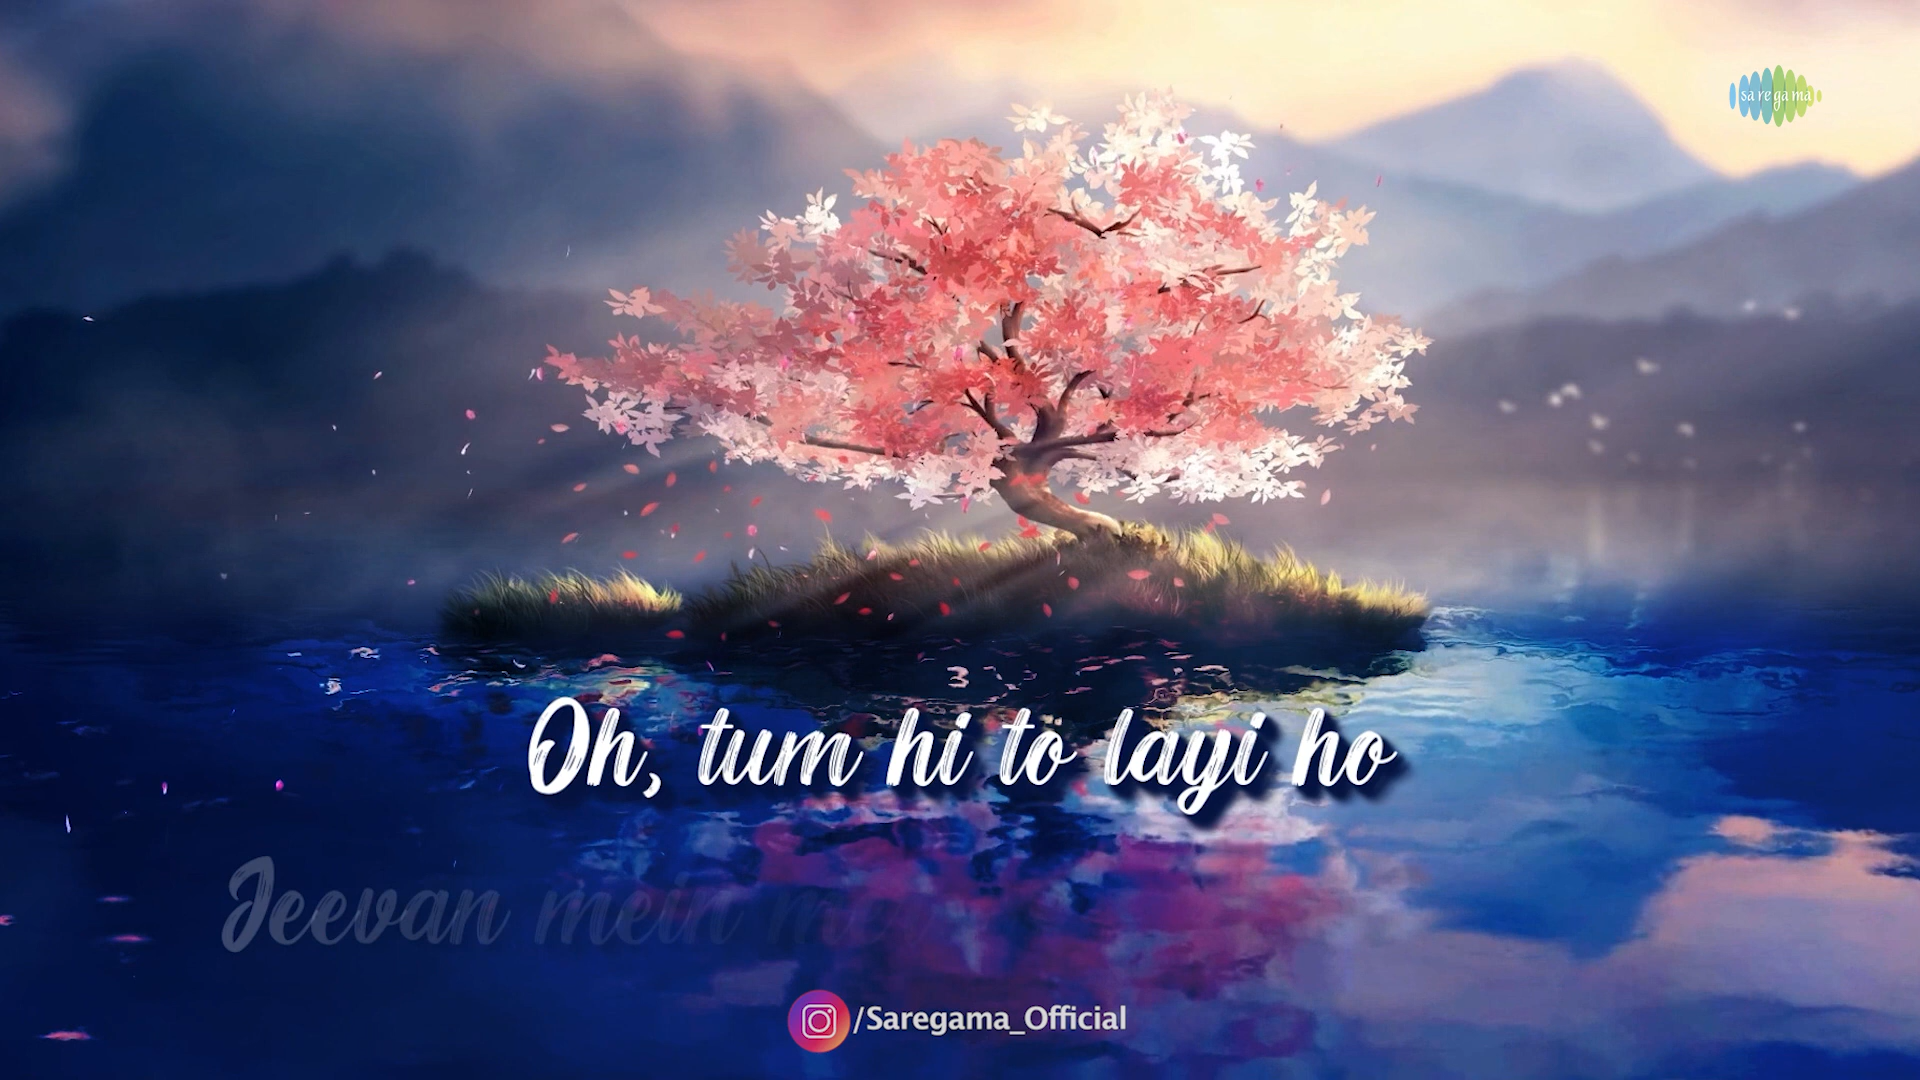 saregama
Oh, tum hi to layi ho
Jeevan mein
/Saregama_Official